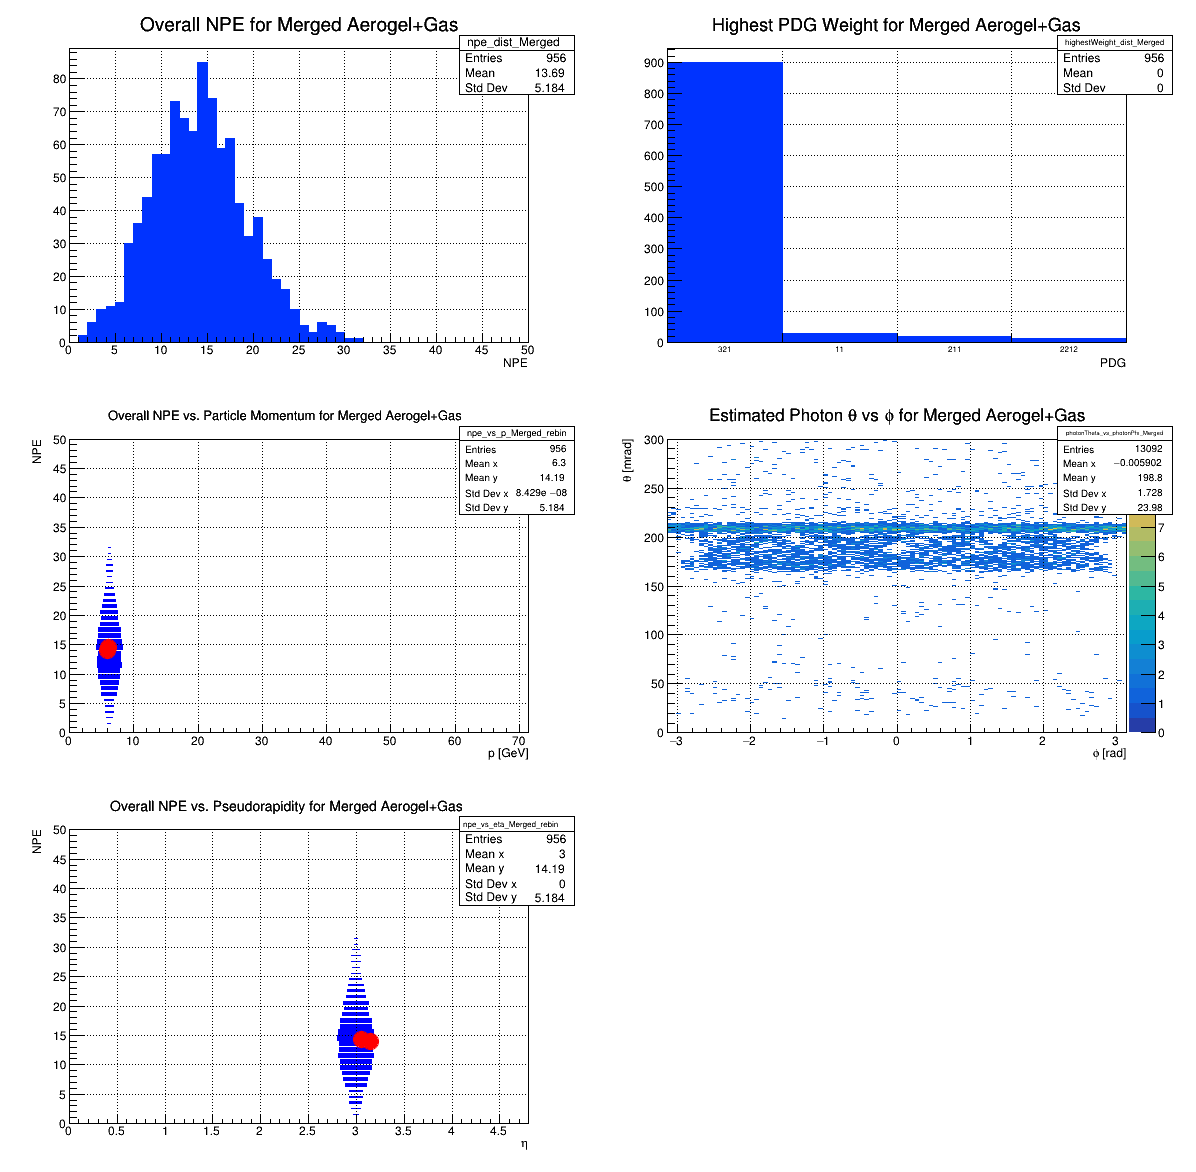 Overall NPE for Merged Aerogel+Gas
npe_dist_Merged
Entries 956
Mean 13.69
Std Dev 5.184
80
70
60
50
40
30
20
10
0
5 10 15 20 25 30 35 40 45 50
NPE
Highest PDG Weight for Merged Aerogel+Gas
highestWeight_dist_Merged
Entries 956
Mean 0
Std Dev 0
900
800
700
600
500
400
300
200
100
0
321 11 211 2212
PDG
Overall NPE vs. Particle Momentum for Merged Aerogel+Gas
npe_vs_p_Merged_rebin
Entries 956
Mean x 6.3
Mean y 14.19
Std Dev x 8.429e −08
Std Dev y 5.184
NPE
50
45
40
35
30
25
20
15
10
5
0
0 10 20 30 40 50 60 70
p [GeV]
Estimated Photon θ vs ϕ for Merged Aerogel+Gas
photonTheta_vs_photonPhi_Merged
Entries 13092
Mean x −0.005902
Mean y 198.8
Std Dev x 1.728
Std Dev y 23.98
θ [mrad]
300
250
200
150
100
50
0
−3 −2 −1 0 1 2 3
ϕ [rad]
7
6
5
4
3
2
1
0
Overall NPE vs. Pseudorapidity for Merged Aerogel+Gas
npe_vs_eta_Merged_rebin
Entries 956
Mean x 3
Mean y 14.19
Std Dev x 0
Std Dev y 5.184
NPE
50
45
40
35
30
25
20
15
10
5
0
0 0.5 1 1.5 2 2.5 3 3.5 4 4.5
η